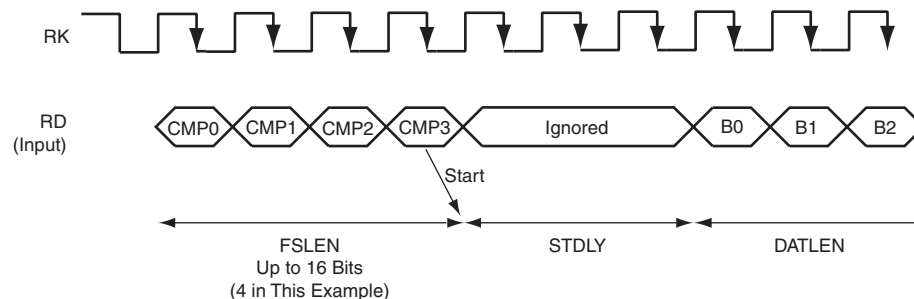 RK
RD
(Input)
CMP0 CMP1 CMP2 CMP3 Ignored B0 B1 B2
Start
FSLEN STDLY DATLEN
Up to 16 Bits
(4 in This Example)